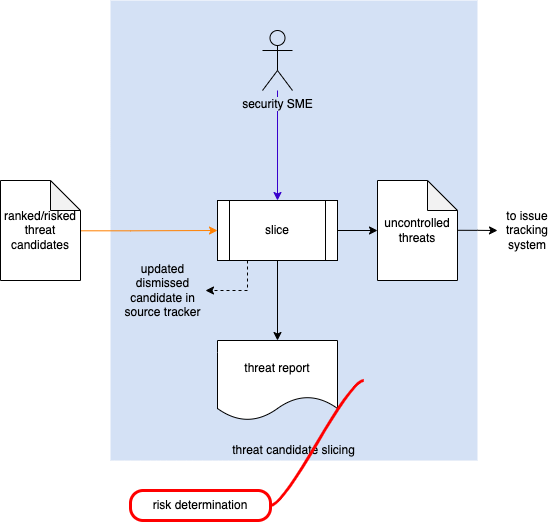 security SME
ranked/risked
threat
candidates
slice
uncontrolled
threats
to issue
tracking
system
updated
dismissed
candidate in
source tracker
threat report
threat candidate slicing
risk determination